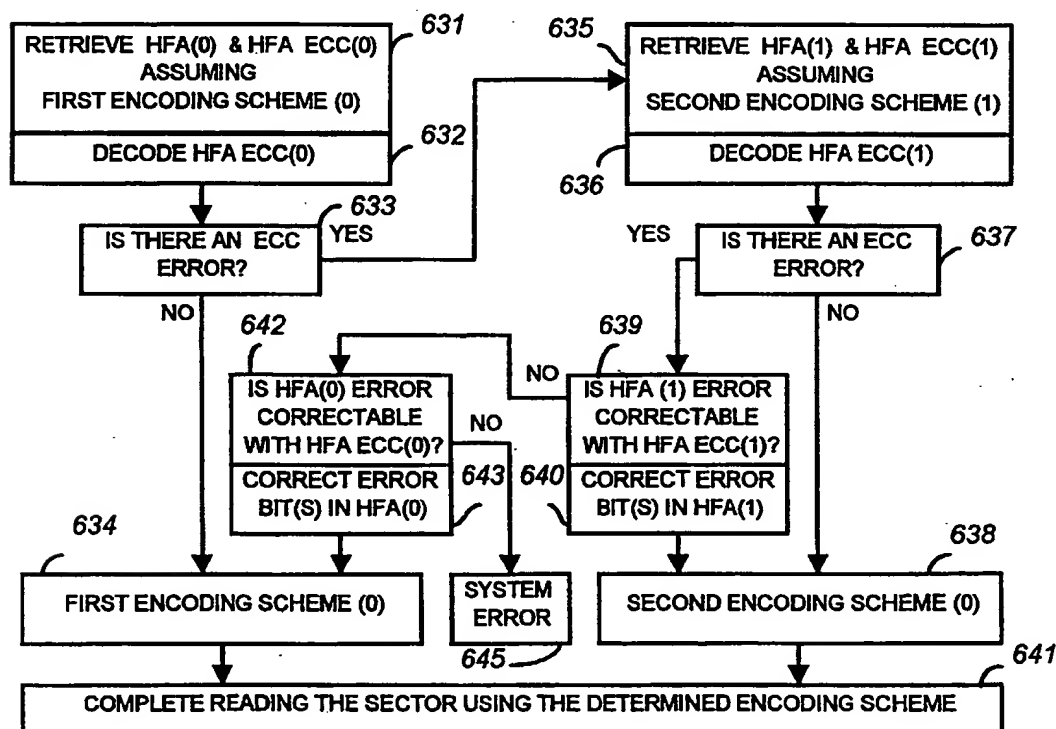 631
RETRIEVE HFA(0) & HFA ECC(0)
ASSUMING
FIRST ENCODING SCHEME (0)
632
DECODE HFA ECC(0)
633
IS THERE AN ECC
ERROR?
YES
NO
635
RETRIEVE HFA(1) & HFA ECC(1)
ASSUMING
SECOND ENCODING SCHEME (1)
636
DECODE HFA ECC(1)
YES
IS THERE AN ECC
ERROR?
637
NO
642
IS HFA(0) ERROR
CORRECTABLE
WITH HFA ECC(0)?
NO
CORRECT ERROR
BIT(S) IN HFA(0)
643
639
NO
IS HFA (1) ERROR
CORRECTABLE
WITH HFA ECC(1)?
640
CORRECT ERROR
BIT(S) IN HFA(1)
634
FIRST ENCODING SCHEME (0)
SYSTEM
ERROR
645
638
SECOND ENCODING SCHEME (0)
641
COMPLETE READING THE SECTOR USING THE DETERMINED ENCODING SCHEME